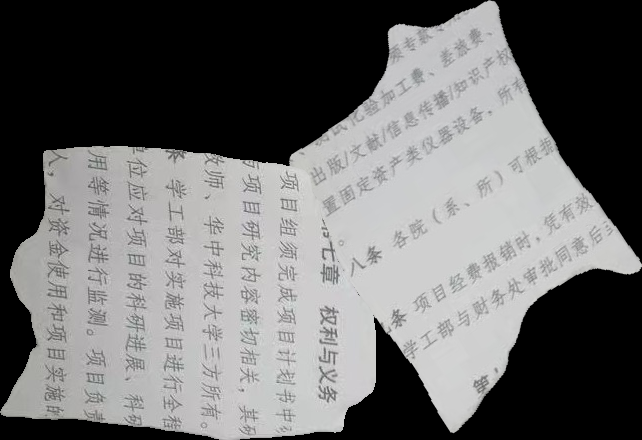 七章 权利与义务
项目组须完成项目计划书中
项目研究内容密切相关，其研
教师、华中科技大学三方所有。
条 学工部对实施项目进行全程
位应对项目的科研进展、科研
用等情况进行监测。项目负责
人，对资金使用和项目实施的
须专款专
测试化验加工费、差旅费、
出版/文献/信息传播/知识产权
置固定资产类仪器设备，所有
。
八条 各院（系、所）可根据
条 项目经费报销时，凭有效
学工部与财务处审批同意后
第